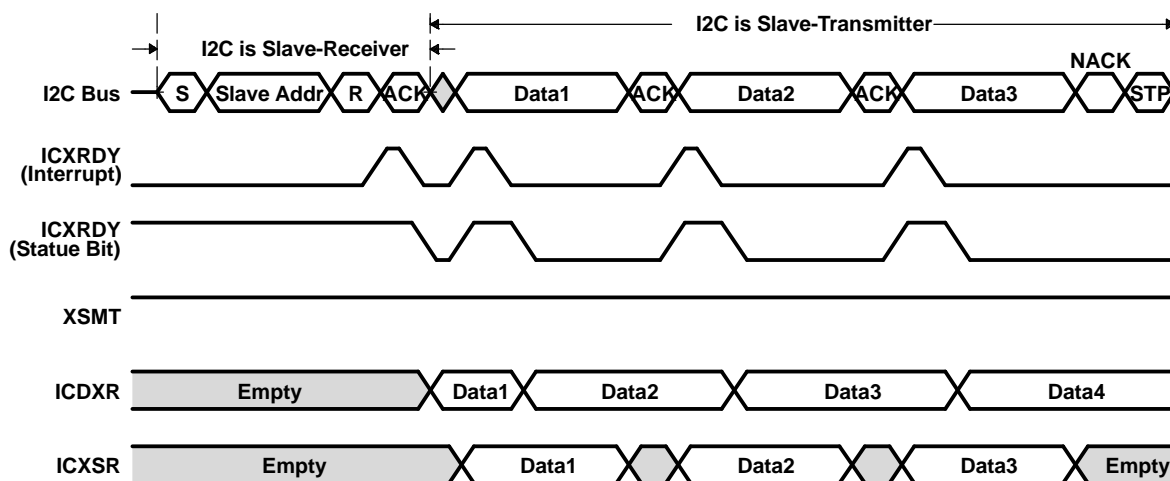 I2C is Slave-Transmitter
I2C is Slave-Receiver
NACK
I2C Bus
S
Slave Addr
R
ACK
Data1
ACK
Data2
ACK
Data3
STP
ICXRDY
(Interrupt)
ICXRDY
(Statue Bit)
XSMT
ICDXR
Empty
Data1
Data2
Data3
Data4
ICXSR
Empty
Data1
Data2
Data3
Empty